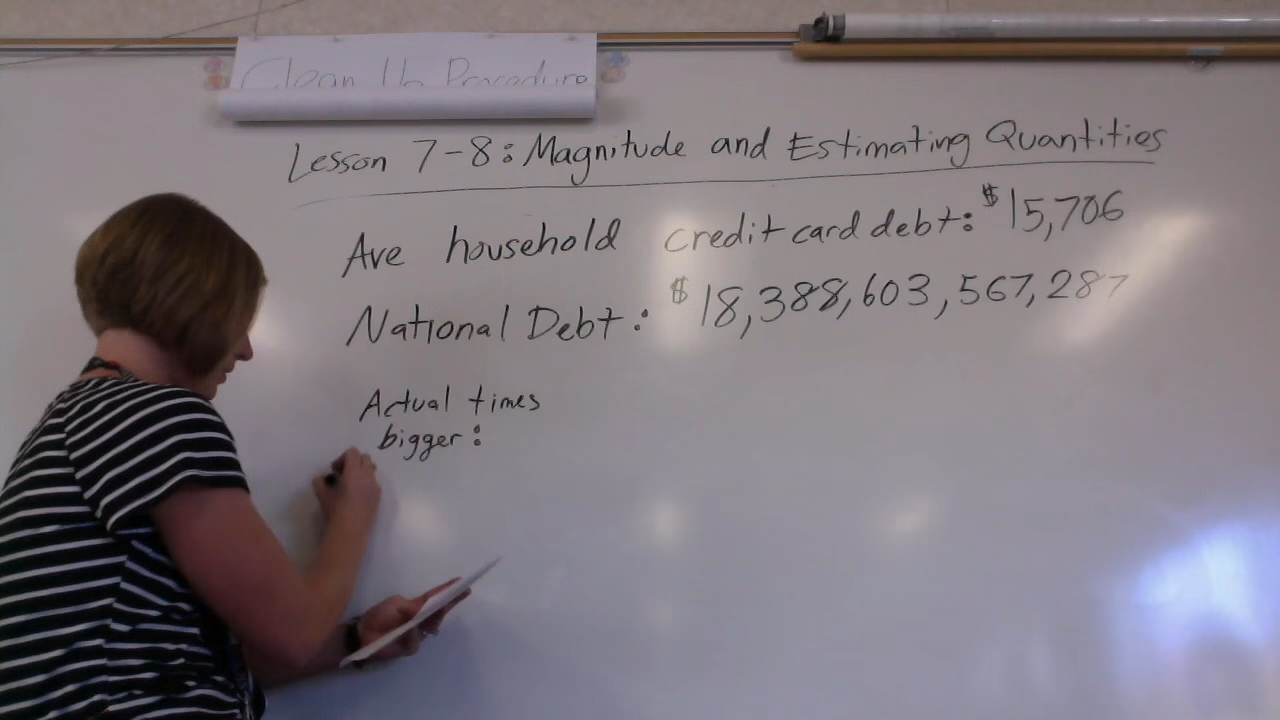 Clean Up Procedure
Lesson 7-8: Magnitude and Estimating Quantities
Ave household credit card debt: $15,706
National Debt: $18,388,603,567,287
Actual times
bigger: